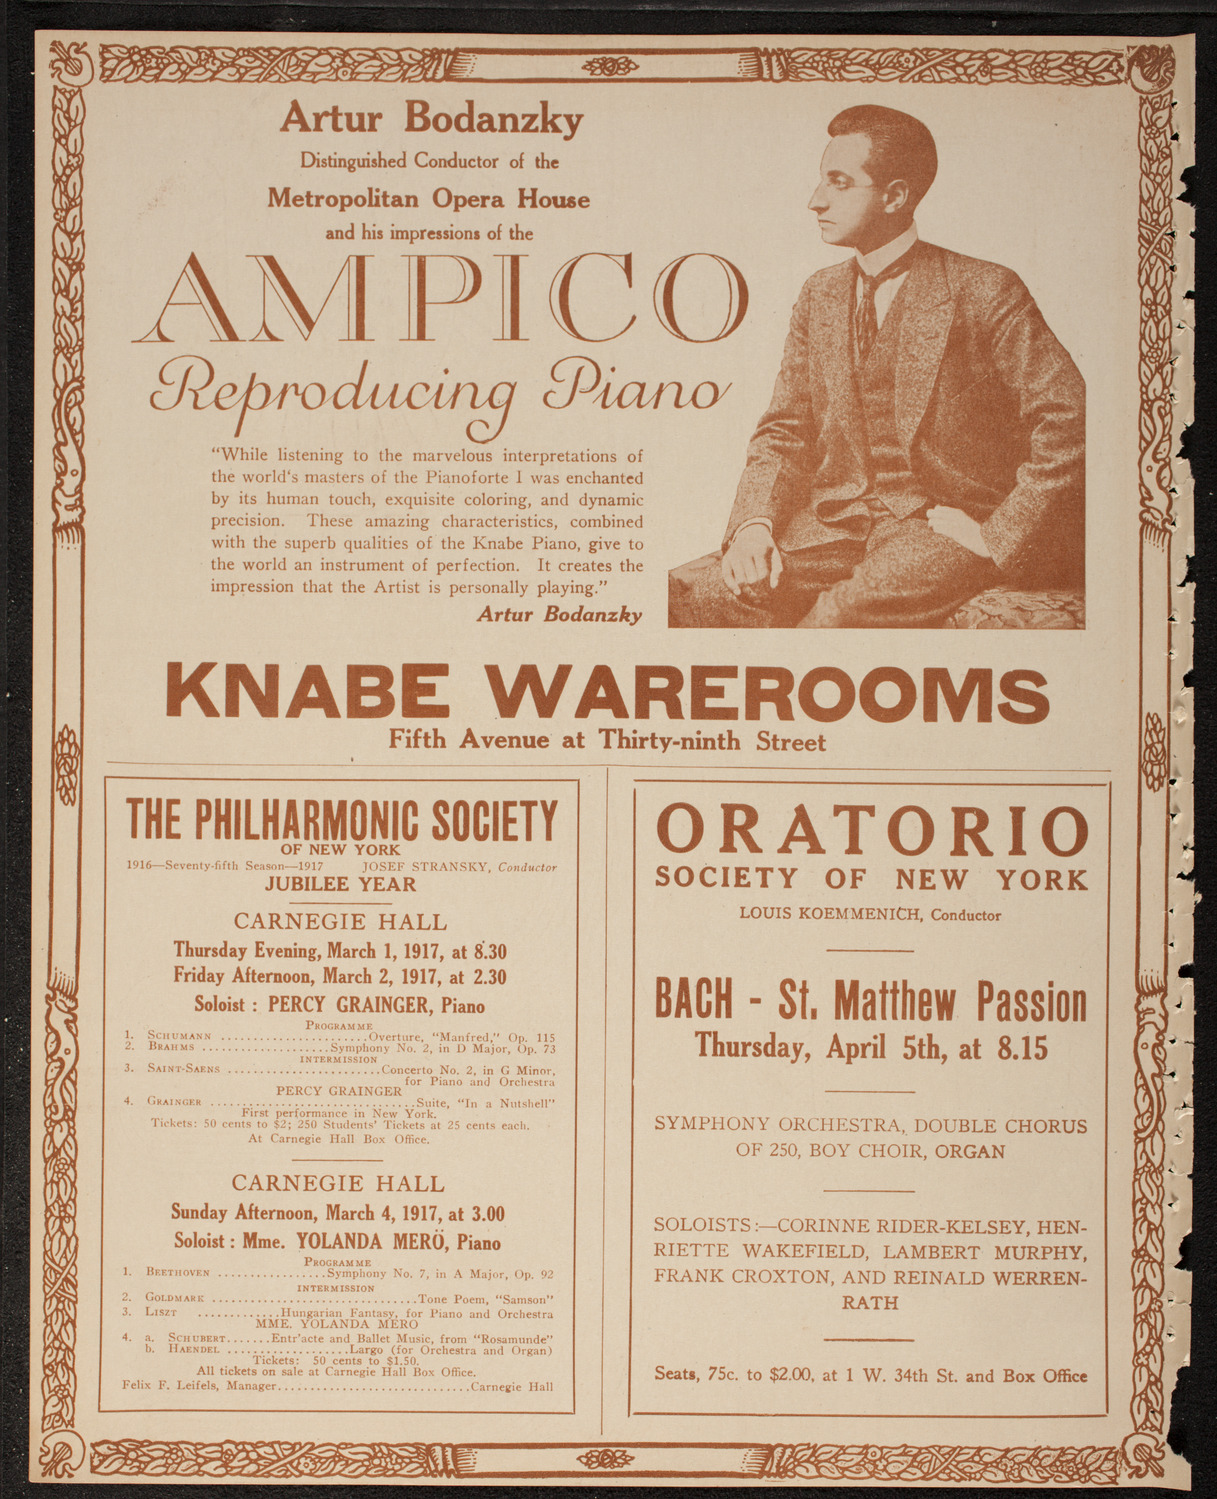 Artur Bodanzky
Distinguished Conductor of the
Metropolitan Opera House
and his impressions of the
AMPICO
Reproducing Piano
“While listening to the marvelous interpretations of
the world‘s masters of the Pianoforte I was enchanted
by its human touch, exquisite coloring, and dynamic
precision. These amazing characteristics, combined
with the superb qualities of the Knabe Piano, give to
the world an instrument of perfection. It creates the
impression that the Artist is personally playing.”
Artur Bodanzky
KNABE WAREROOMS
Fifth Avenue at Thirty-ninth Street
THE PHILHARMONIC SOCIETY
OF NEW YORK
1916—Seventy-fifth Season—1917 JOSEF STRANSKY, Conductor
JUBILEE YEAR
CARNEGIE HALL
Thursday Evening, March 1, 1917, at 8.30
Friday Afternoon, March 2, 1917, at 2.30
Soloist : PERCY GRAINGER, Piano
PROGRAMME
1. SCHUMANN ......................Overture, “Manfred,” Op. 115
2. BRAHMS ...................Symphony No. 2, in D Major, Op. 73
INTERMISSION
3. SAINT-SAENS .......................Concerto No. 2, in G Minor,
for Piano and Orchestra
PERCY GRAINGER
4. GRAINGER ...............................Suite, “In a Nutshell”
First performance in New York.
Tickets: 50 cents to $2; 250 Students’ Tickets at 25 cents each.
At Carnegie Hall Box Office.
CARNEGIE HALL
Sunday Afternoon, March 4, 1917, at 3.00
Soloist : Mme. YOLANDA MERÖ, Piano
PROGRAMME
1. BEETHOVEN .................Symphony No. 7, in A Major, Op. 92
INTERMISSION
2. GOLDMARK ...............................Tone Poem, “Samson”
3. LISZT ............Hungarian Fantasy, for Piano and Orchestra
MME. YOLANDA MERO
4. a. SCHUBERT.......Entr’acte and Ballet Music, from “Rosamunde”
b. HAENDEL ..................Largo (for Orchestra and Organ)
Tickets: 50 cents to $1.50.
All tickets on sale at Carnegie Hall Box Office.
Felix F. Leifels, Manager.............................Carnegie Hall
ORATORIO
SOCIETY OF NEW YORK
LOUIS KOEMMENICH, Conductor
BACH - St. Matthew Passion
Thursday, April 5th, at 8.15
SYMPHONY ORCHESTRA, DOUBLE CHORUS
OF 250, BOY CHOIR, ORGAN
SOLOISTS:—CORINNE RIDER-KELSEY, HEN-
RIETTE WAKEFIELD, LAMBERT MURPHY,
FRANK CROXTON, AND REINALD WERREN-
RATH
Seats, 75c. to $2.00, at 1 W. 34th St. and Box Office